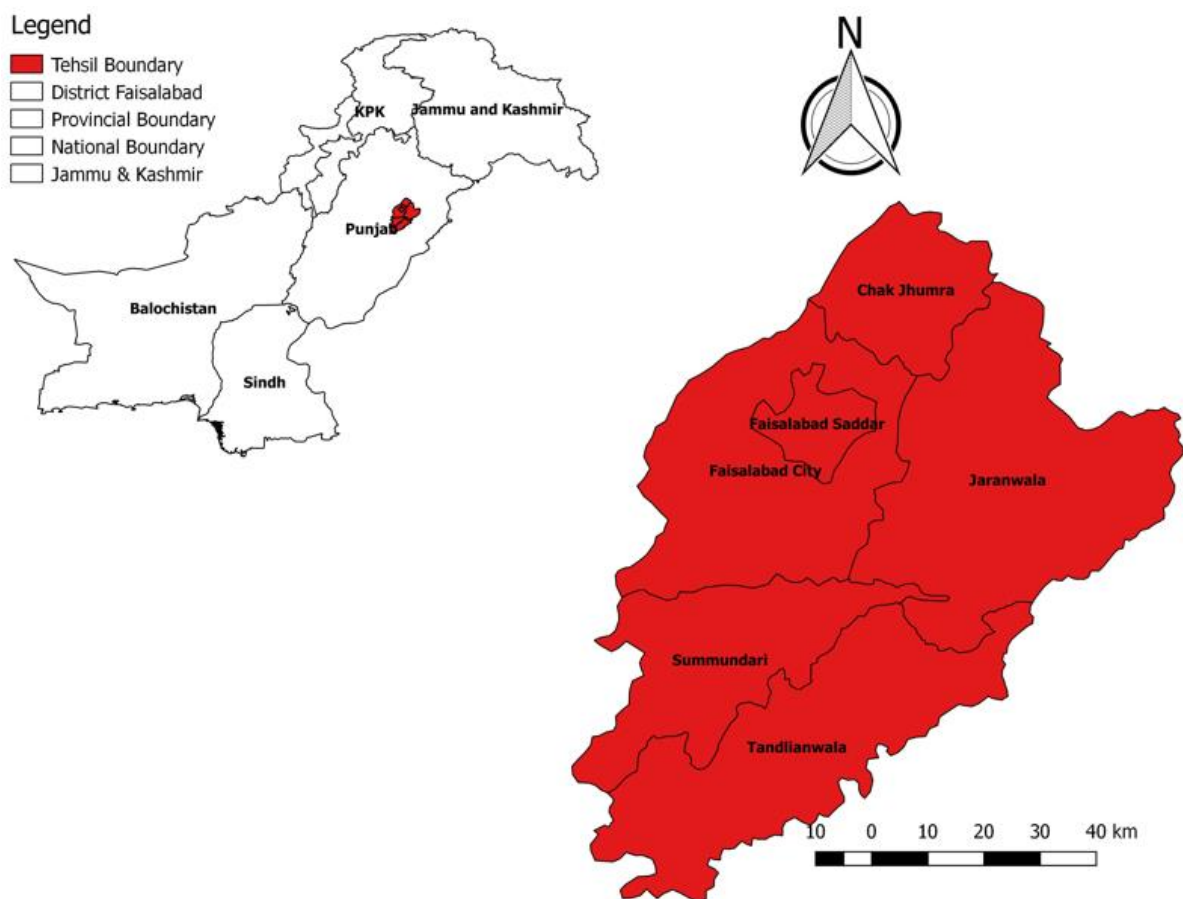 Legend
Tehsil Boundary
District Faisalabad
Provincial Boundary
National Boundary
Jammu & Kashmir
KPK
Jammu and Kashmir
Punjab
Balochistan
Sindh
N
Chak Jhumra
Faisalabad Saddar
Faisalabad City
Jaranwala
Summundari
Tandlianwala
10 0 10 20 30 40 km